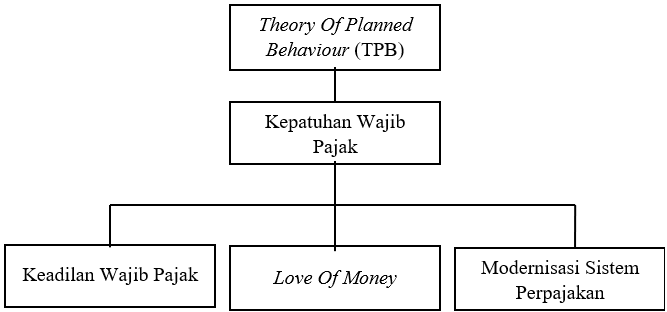 Theory Of Planned
Behaviour (TPB)
Kepatuhan Wajib
Pajak
Keadilan Wajib Pajak
Love Of Money
Modernisasi Sistem
Perpajakan